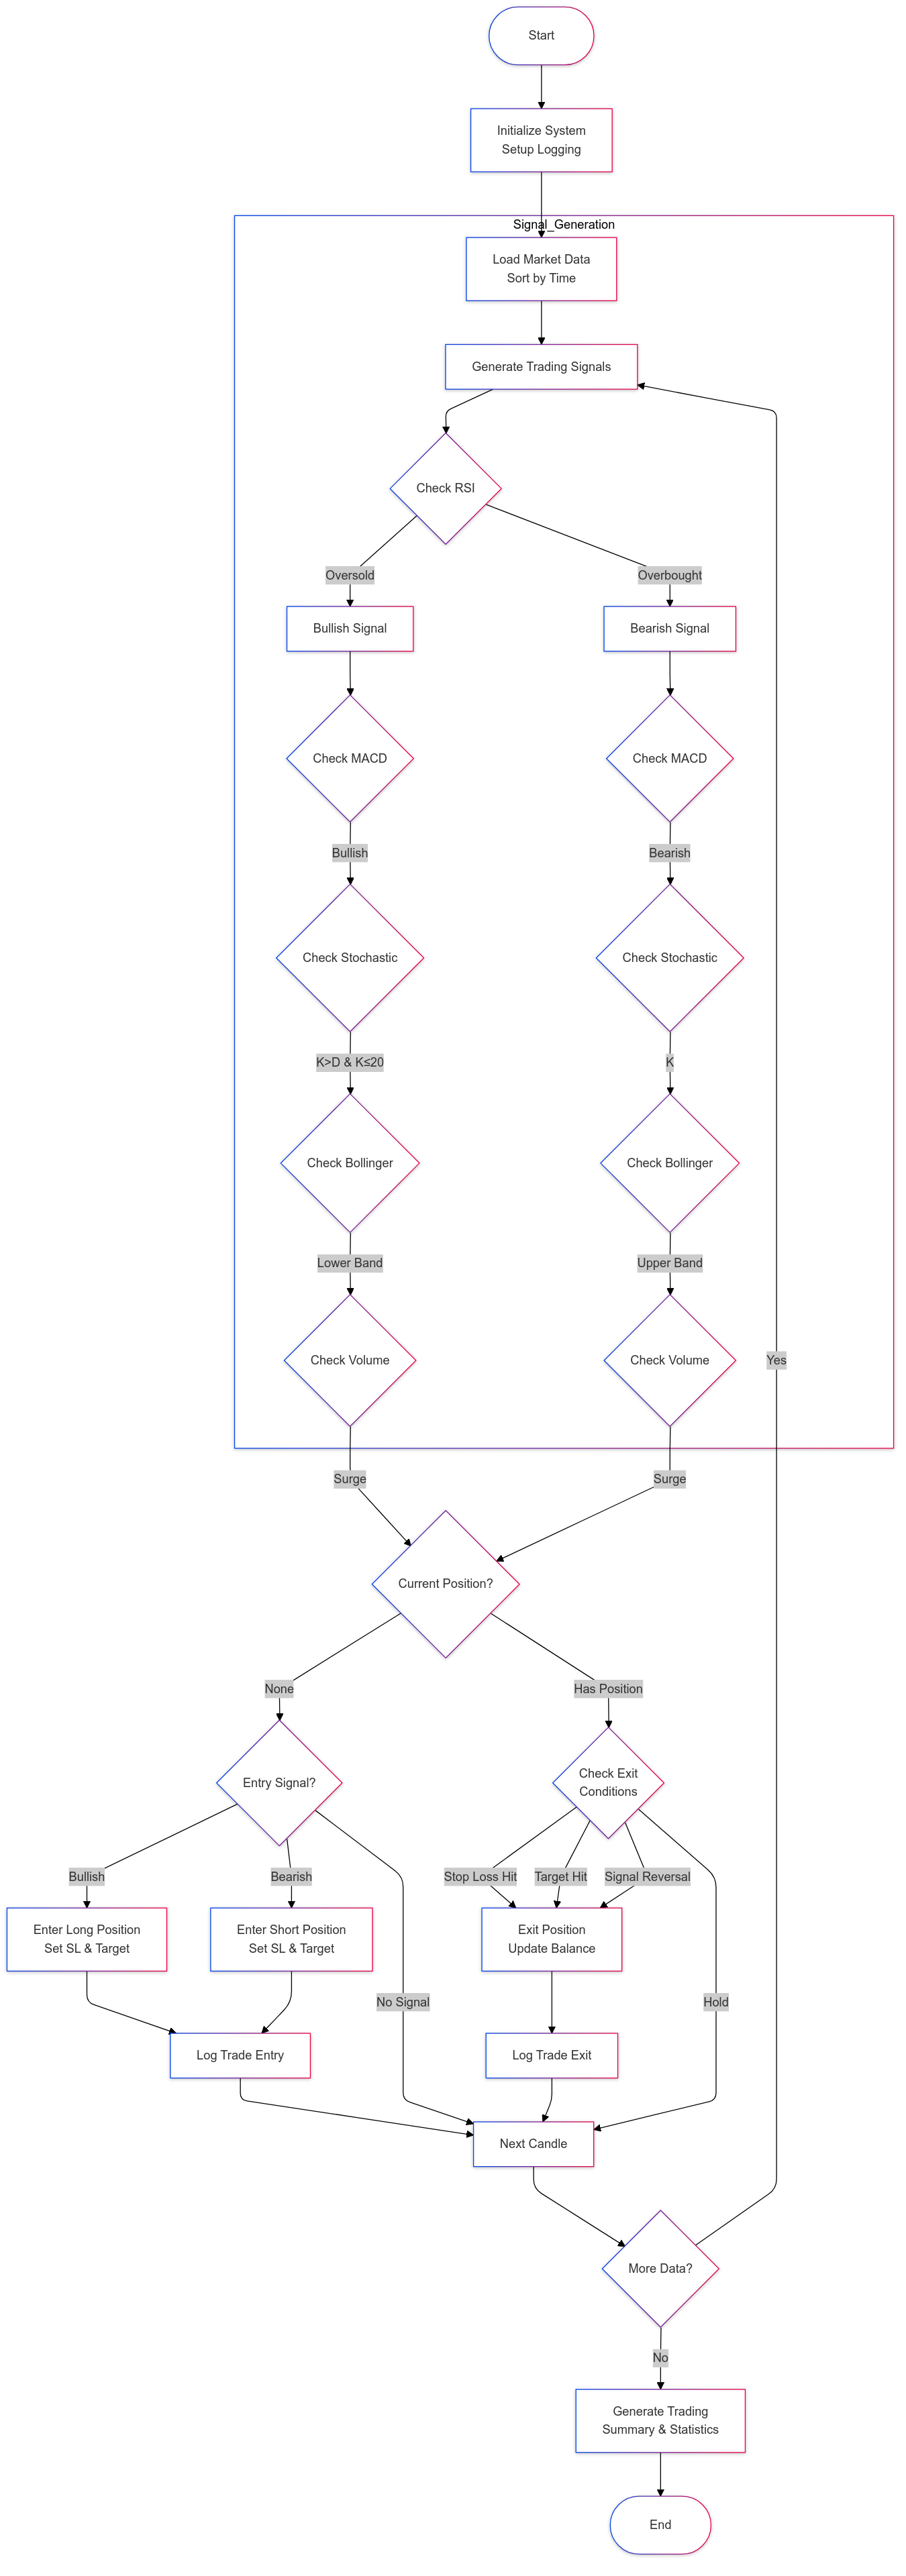 Start
Initialize System
Setup Logging
Signal_Generation
Load Market Data
Sort by Time
Generate Trading Signals
Check RSI
Oversold
Overbought
Bullish Signal
Bearish Signal
Check MACD
Check MACD
Bullish
Bearish
Check Stochastic
Check Stochastic
K>D & K≤20
K
Check Bollinger
Check Bollinger
Lower Band
Upper Band
Check Volume
Check Volume
Yes
Surge
Surge
Current Position?
None
Has Position
Entry Signal?
Check Exit
Conditions
Bullish
Bearish
Stop Loss Hit
Target Hit
Signal Reversal
Enter Long Position
Set SL & Target
Enter Short Position
Set SL & Target
Exit Position
Update Balance
No Signal
Hold
Log Trade Entry
Log Trade Exit
Next Candle
More Data?
No
Generate Trading
Summary & Statistics
End